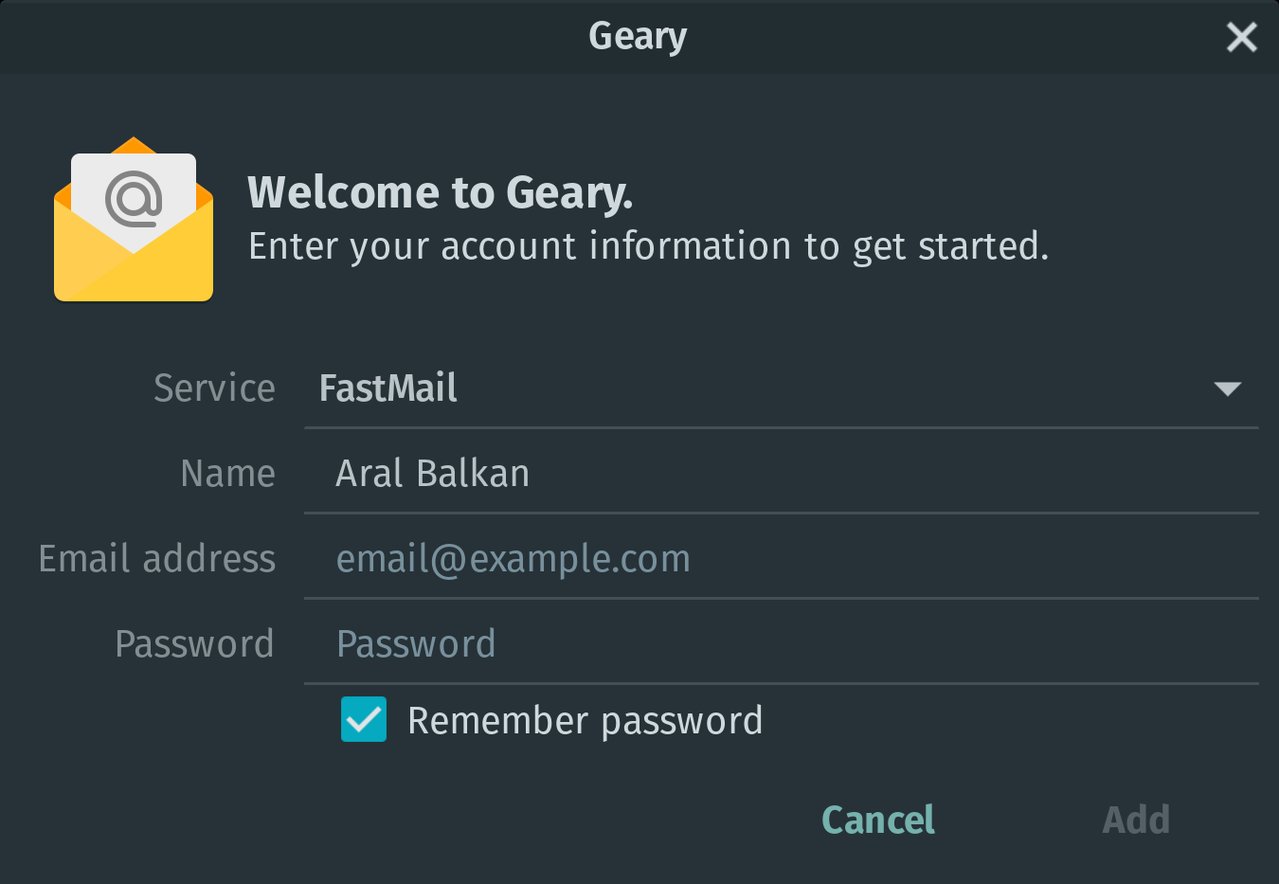 Geary
Welcome to Geary.
Enter your account information to get started.
Service FastMail
Name Aral Balkan
Email address email@example.com
Password Password
Remember password
Cancel Add